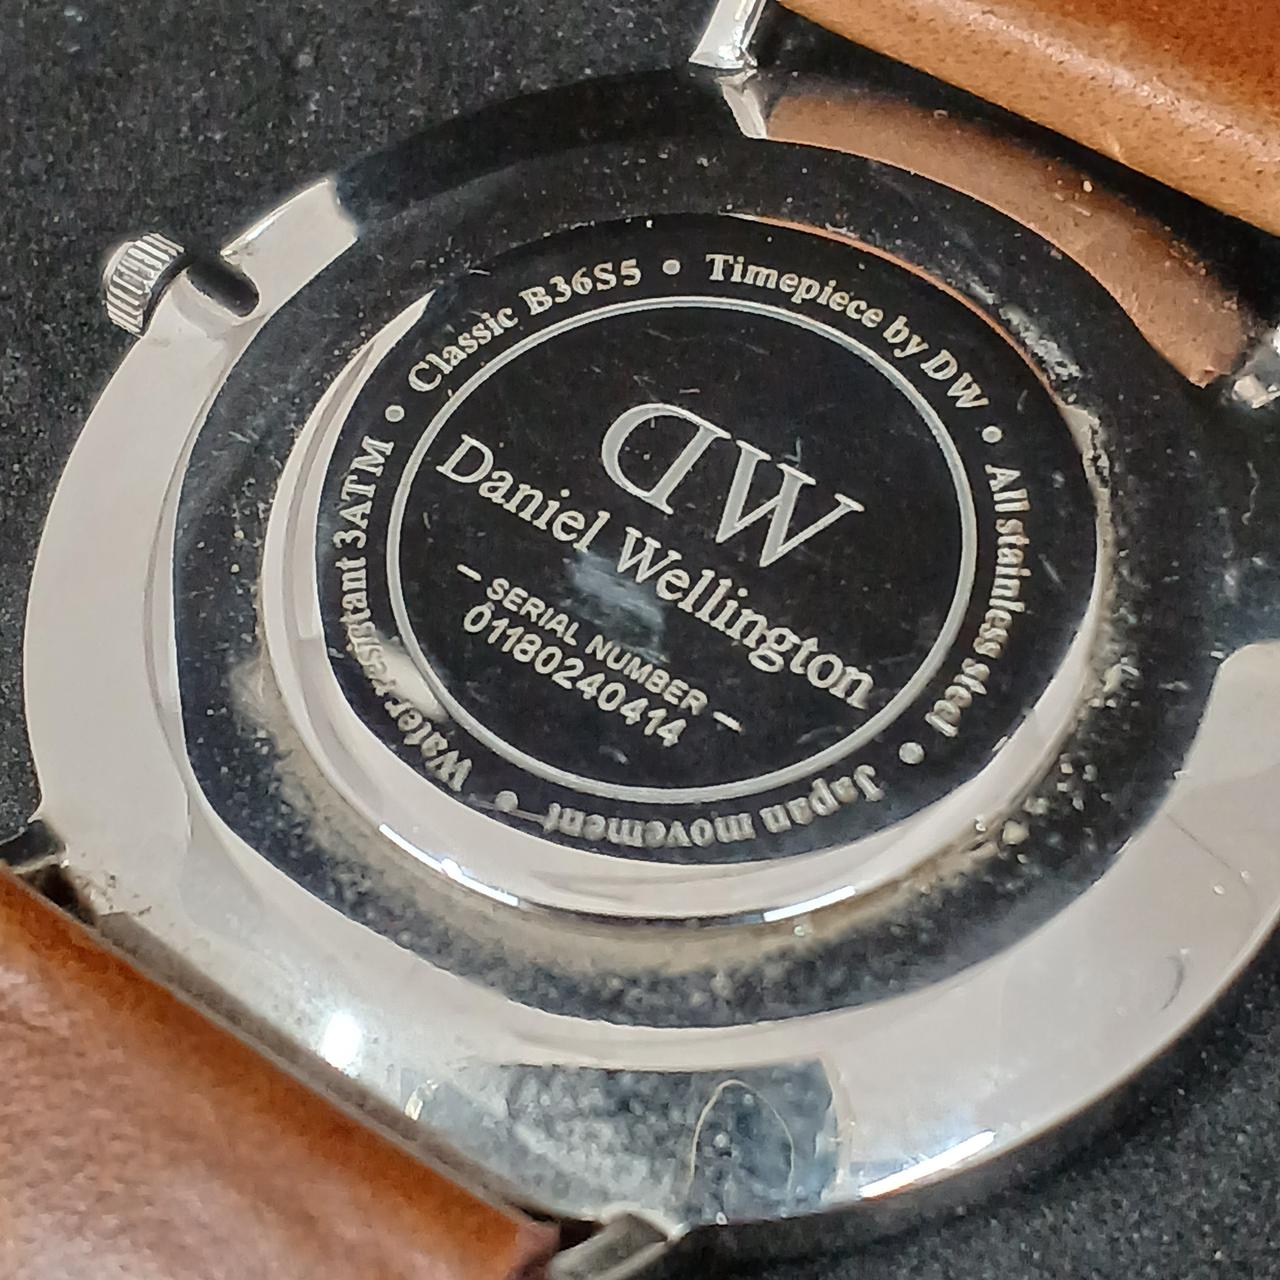 DW
Daniel Wellington
– SERIAL NUMBER –
01180240414
Classic B36S5 • Timepiece by DW • All stainless steel • Japan movement • Water resistant 3ATM •